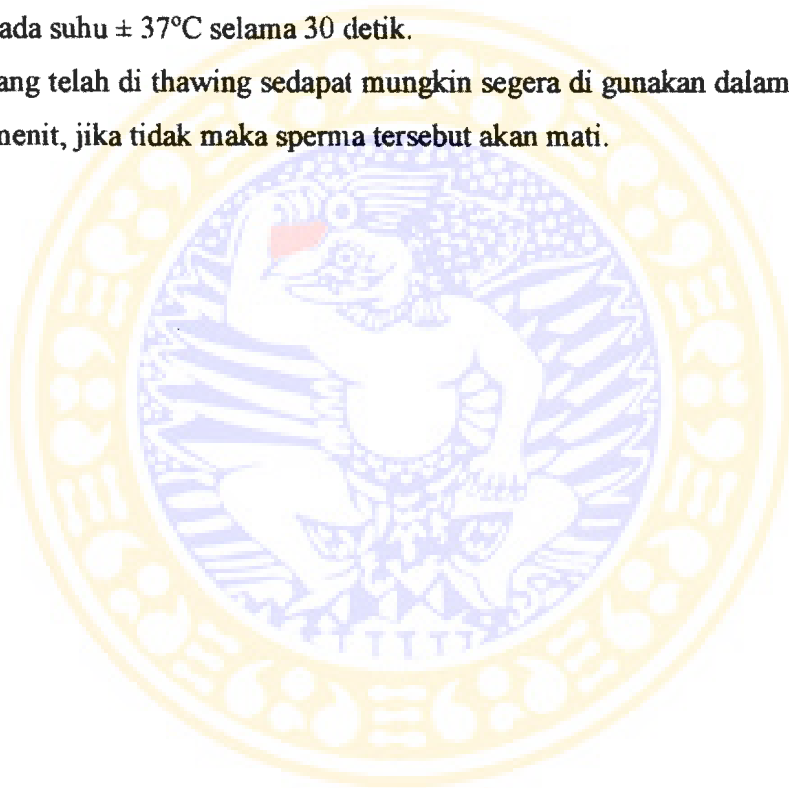 ada suhu ± 37°C selama 30 detik.
ang telah di thawing sedapat mungkin segera di gunakan dalam
nenit, jika tidak maka sperma tersebut akan mati.